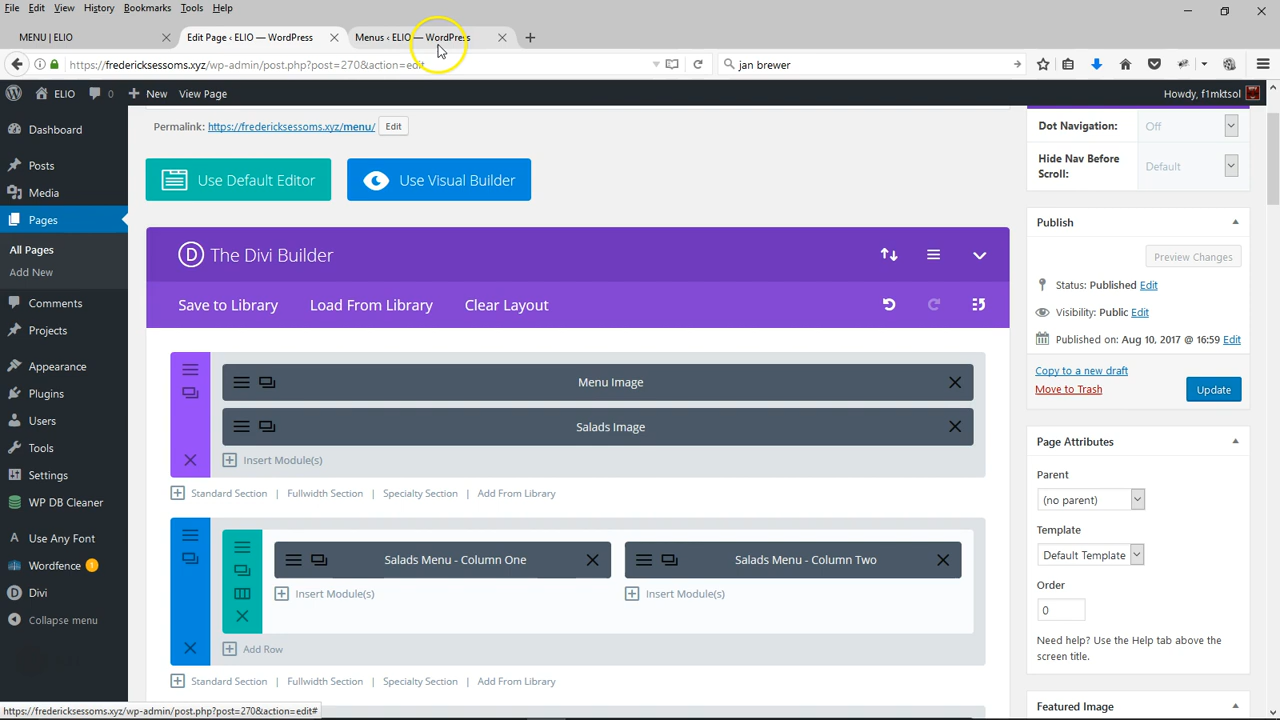 File Edit View History Bookmarks Tools Help
MENU | ELIO
Edit Page ‹ ELIO — WordPress
Menus ‹ ELIO — WordPress
https://fredericksessoms.xyz/wp-admin/post.php?post=270&action=edit
jan brewer
ELIO 0 New View Page
Howdy, f1mktsol
Dashboard
Posts
Media
Pages
All Pages
Add New
Comments
Projects
Appearance
Plugins
Users
Tools
Settings
WP DB Cleaner
Use Any Font
Wordfence 1
Divi
Collapse menu
Permalink: https://fredericksessoms.xyz/menu/ Edit
Use Default Editor
Use Visual Builder
D The Divi Builder
Save to Library Load From Library Clear Layout
Menu Image
Salads Image
Insert Module(s)
Standard Section | Fullwidth Section | Specialty Section | Add From Library
Salads Menu - Column One
Salads Menu - Column Two
Insert Module(s)
Insert Module(s)
Add Row
Standard Section | Fullwidth Section | Specialty Section | Add From Library
Dot Navigation: Off
Hide Nav Before
Scroll:
Default
Publish
Preview Changes
Status: Published Edit
Visibility: Public Edit
Published on: Aug 10, 2017 @ 16:59 Edit
Copy to a new draft
Move to Trash
Update
Page Attributes
Parent
(no parent)
Template
Default Template
Order
0
Need help? Use the Help tab above the
screen title.
Featured Image
https://fredericksessoms.xyz/wp-admin/post.php?post=270&action=edit#